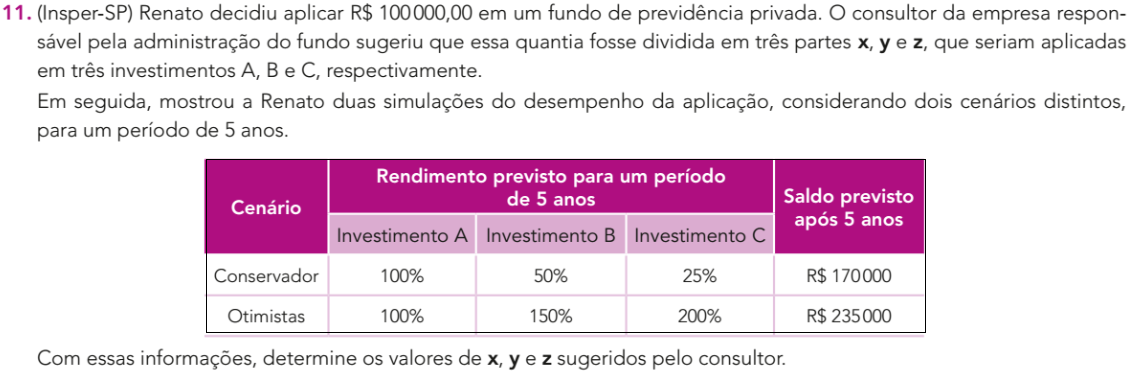 11. (Insper-SP) Renato decidiu aplicar R$ 100 000,00 em um fundo de previdência privada. O consultor da empresa respon-
sável pela administração do fundo sugeriu que essa quantia fosse dividida em três partes x, y e z, que seriam aplicadas
em três investimentos A, B e C, respectivamente.
Em seguida, mostrou a Renato duas simulações do desempenho da aplicação, considerando dois cenários distintos,
para um período de 5 anos.
Cenário
Rendimento previsto para um período
de 5 anos
Saldo previsto
após 5 anos
Investimento A Investimento B Investimento C
Conservador 100% 50% 25% R$ 170 000
Otimistas 100% 150% 200% R$ 235 000
Com essas informações, determine os valores de x, y e z sugeridos pelo consultor.